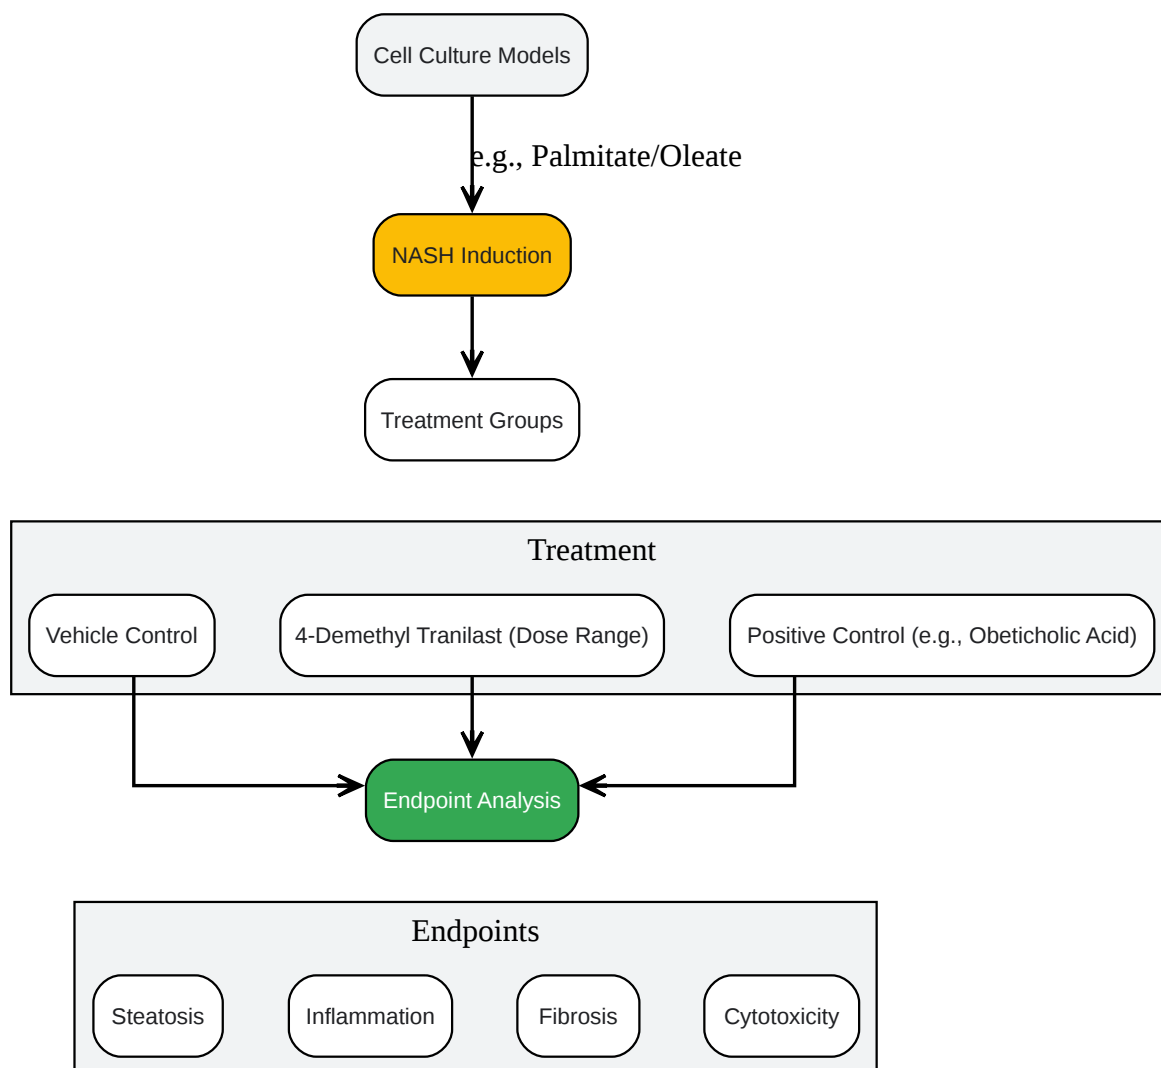 Cell Culture Models
e.g., Palmitate/Oleate
NASH Induction
Treatment Groups
Treatment
Vehicle Control
4-Demethyl Tranilast (Dose Range)
Positive Control (e.g., Obeticholic Acid)
Endpoint Analysis
Endpoints
Steatosis
Inflammation
Fibrosis
Cytotoxicity